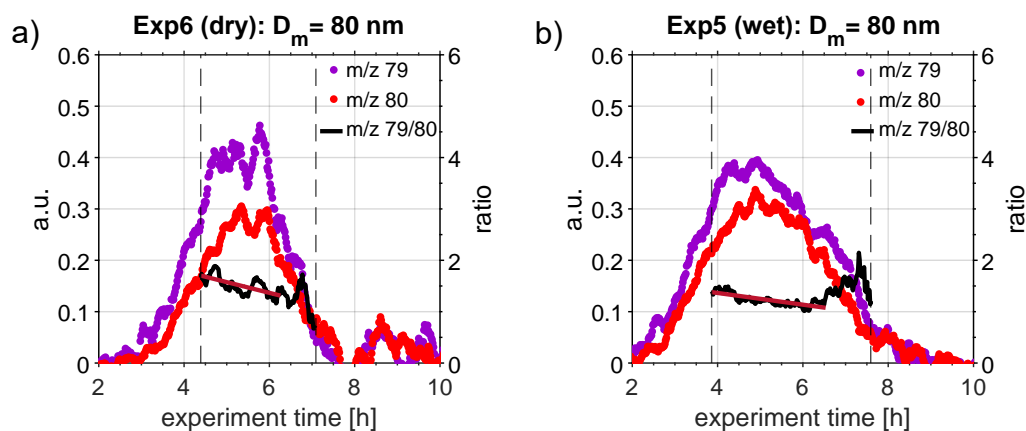 a)
Exp6 (dry): Dm= 80 nm
0.6
0.5
0.4
0.3
0.2
0.1
0
a.u.
6
4
2
0
ratio
m/z 79
m/z 80
m/z 79/80
2 4 6 8 10
experiment time [h]
b)
Exp5 (wet): Dm= 80 nm
0.6
0.5
0.4
0.3
0.2
0.1
0
a.u.
6
4
2
0
ratio
m/z 79
m/z 80
m/z 79/80
2 4 6 8 10
experiment time [h]